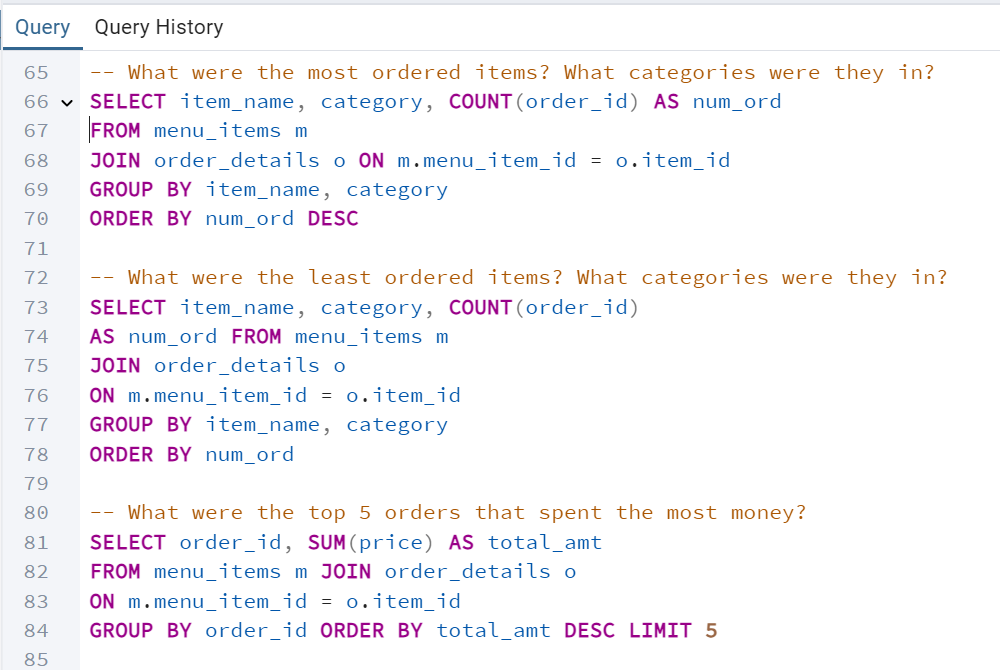 Query Query History
65 -- What were the most ordered items? What categories were they in?
66 SELECT item_name, category, COUNT(order_id) AS num_ord
67 FROM menu_items m
68 JOIN order_details o ON m.menu_item_id = o.item_id
69 GROUP BY item_name, category
70 ORDER BY num_ord DESC
71
72 -- What were the least ordered items? What categories were they in?
73 SELECT item_name, category, COUNT(order_id)
74 AS num_ord FROM menu_items m
75 JOIN order_details o
76 ON m.menu_item_id = o.item_id
77 GROUP BY item_name, category
78 ORDER BY num_ord
79
80 -- What were the top 5 orders that spent the most money?
81 SELECT order_id, SUM(price) AS total_amt
82 FROM menu_items m JOIN order_details o
83 ON m.menu_item_id = o.item_id
84 GROUP BY order_id ORDER BY total_amt DESC LIMIT 5
85